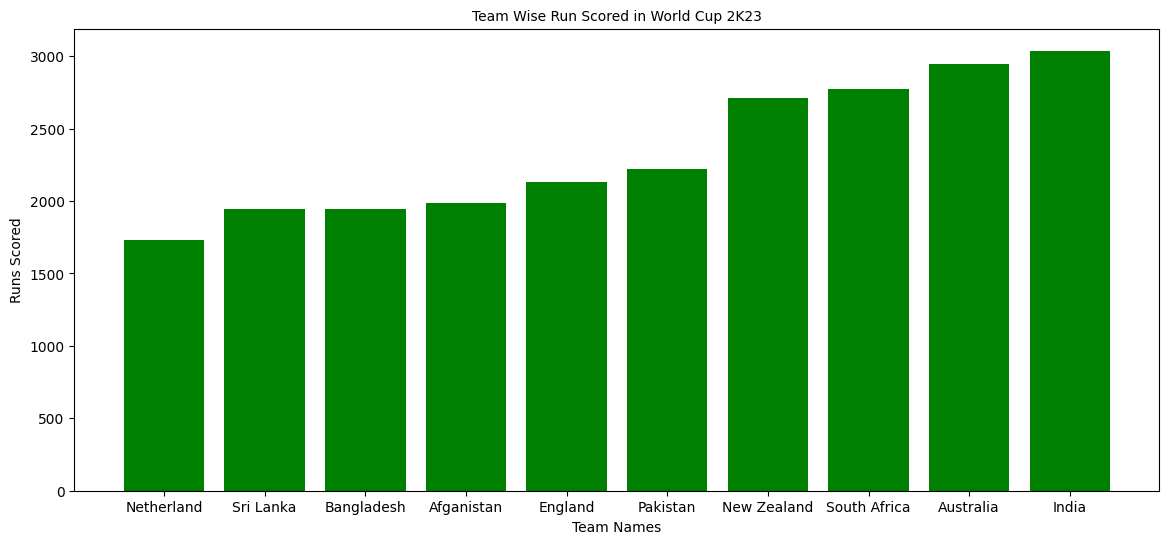 Team Wise Run Scored in World Cup 2K23
3000
2500
2000
1500
1000
500
0
Runs Scored
Netherland Sri Lanka Bangladesh Afganistan England Pakistan New Zealand South Africa Australia India
Team Names